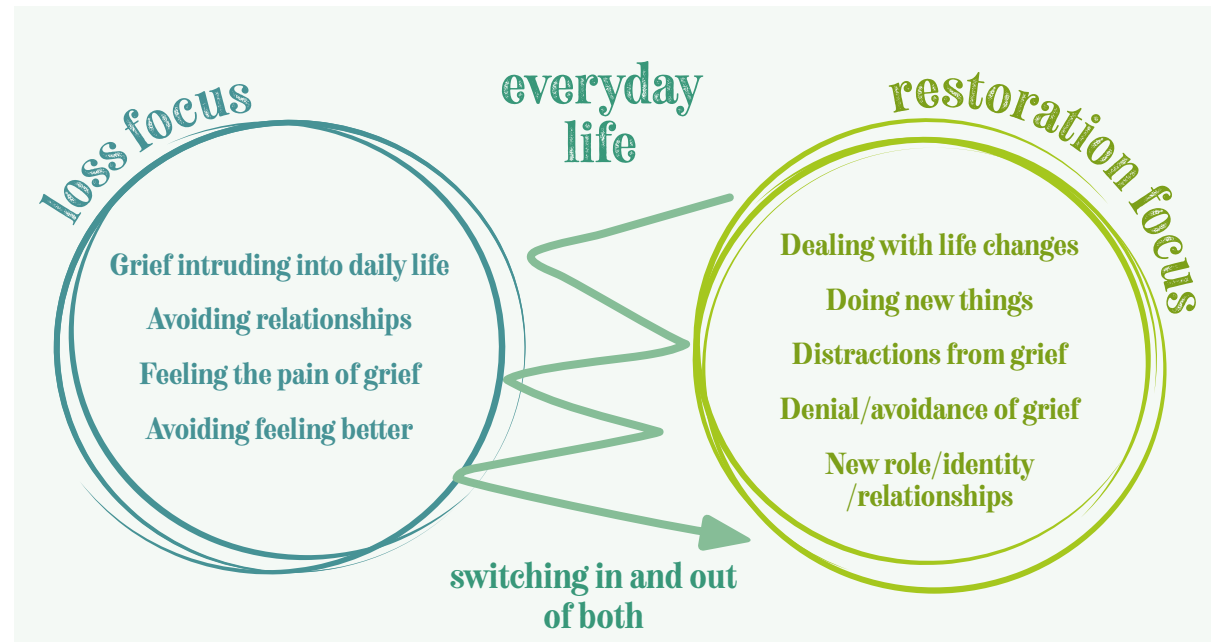 loss focus
Grief intruding into daily life
Avoiding relationships
Feeling the pain of grief
Avoiding feeling better
everyday
life
switching in and out
of both
restoration focus
Dealing with life changes
Doing new things
Distractions from grief
Denial/avoidance of grief
New role/identity
/relationships